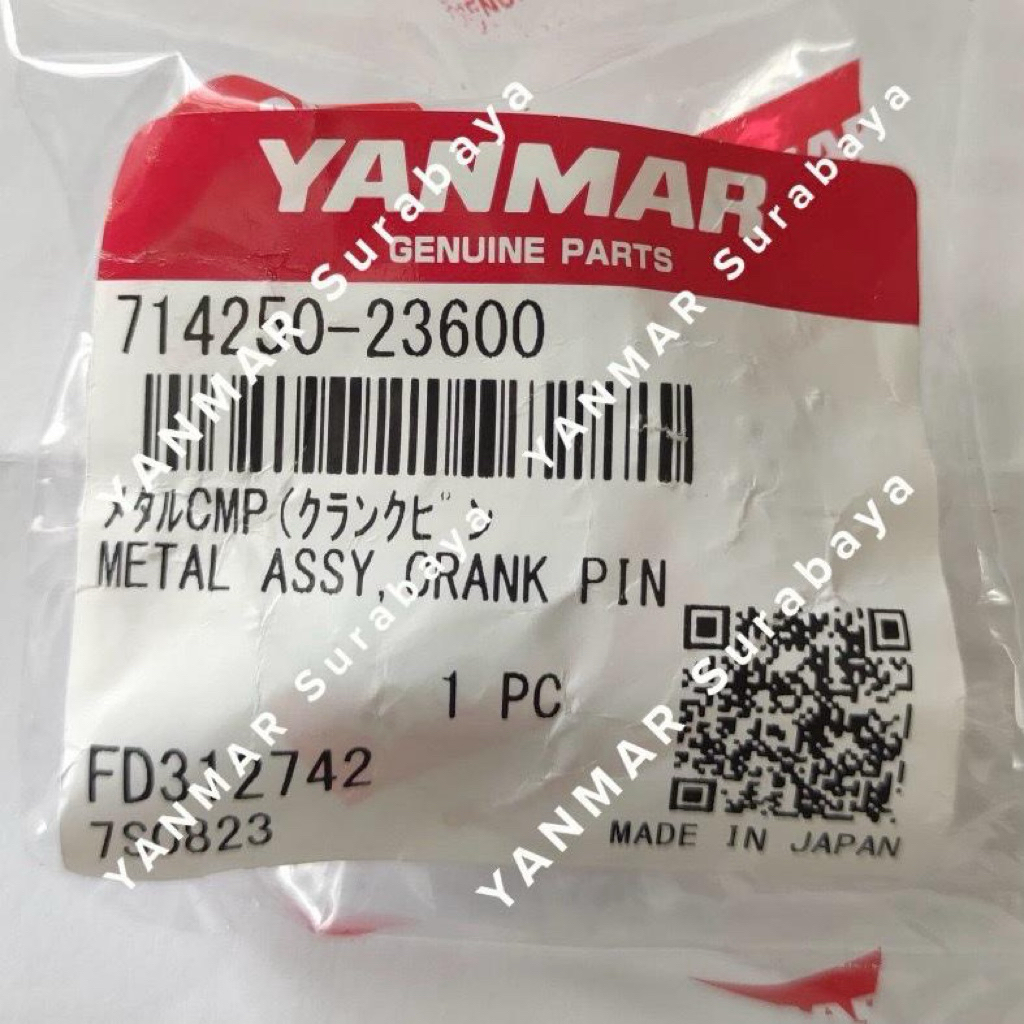 YANMAR
GENUINE PARTS
714250-23600
ﾒﾀﾙCMP(ｸﾗﾝｸﾋﾟﾝ
METAL ASSY,CRANK PIN
1 PC
FD312742
MADE IN JAPAN
YANMAR Surabaya
YANMAR Surabaya
YANMAR Surabaya
YANMAR Surabaya